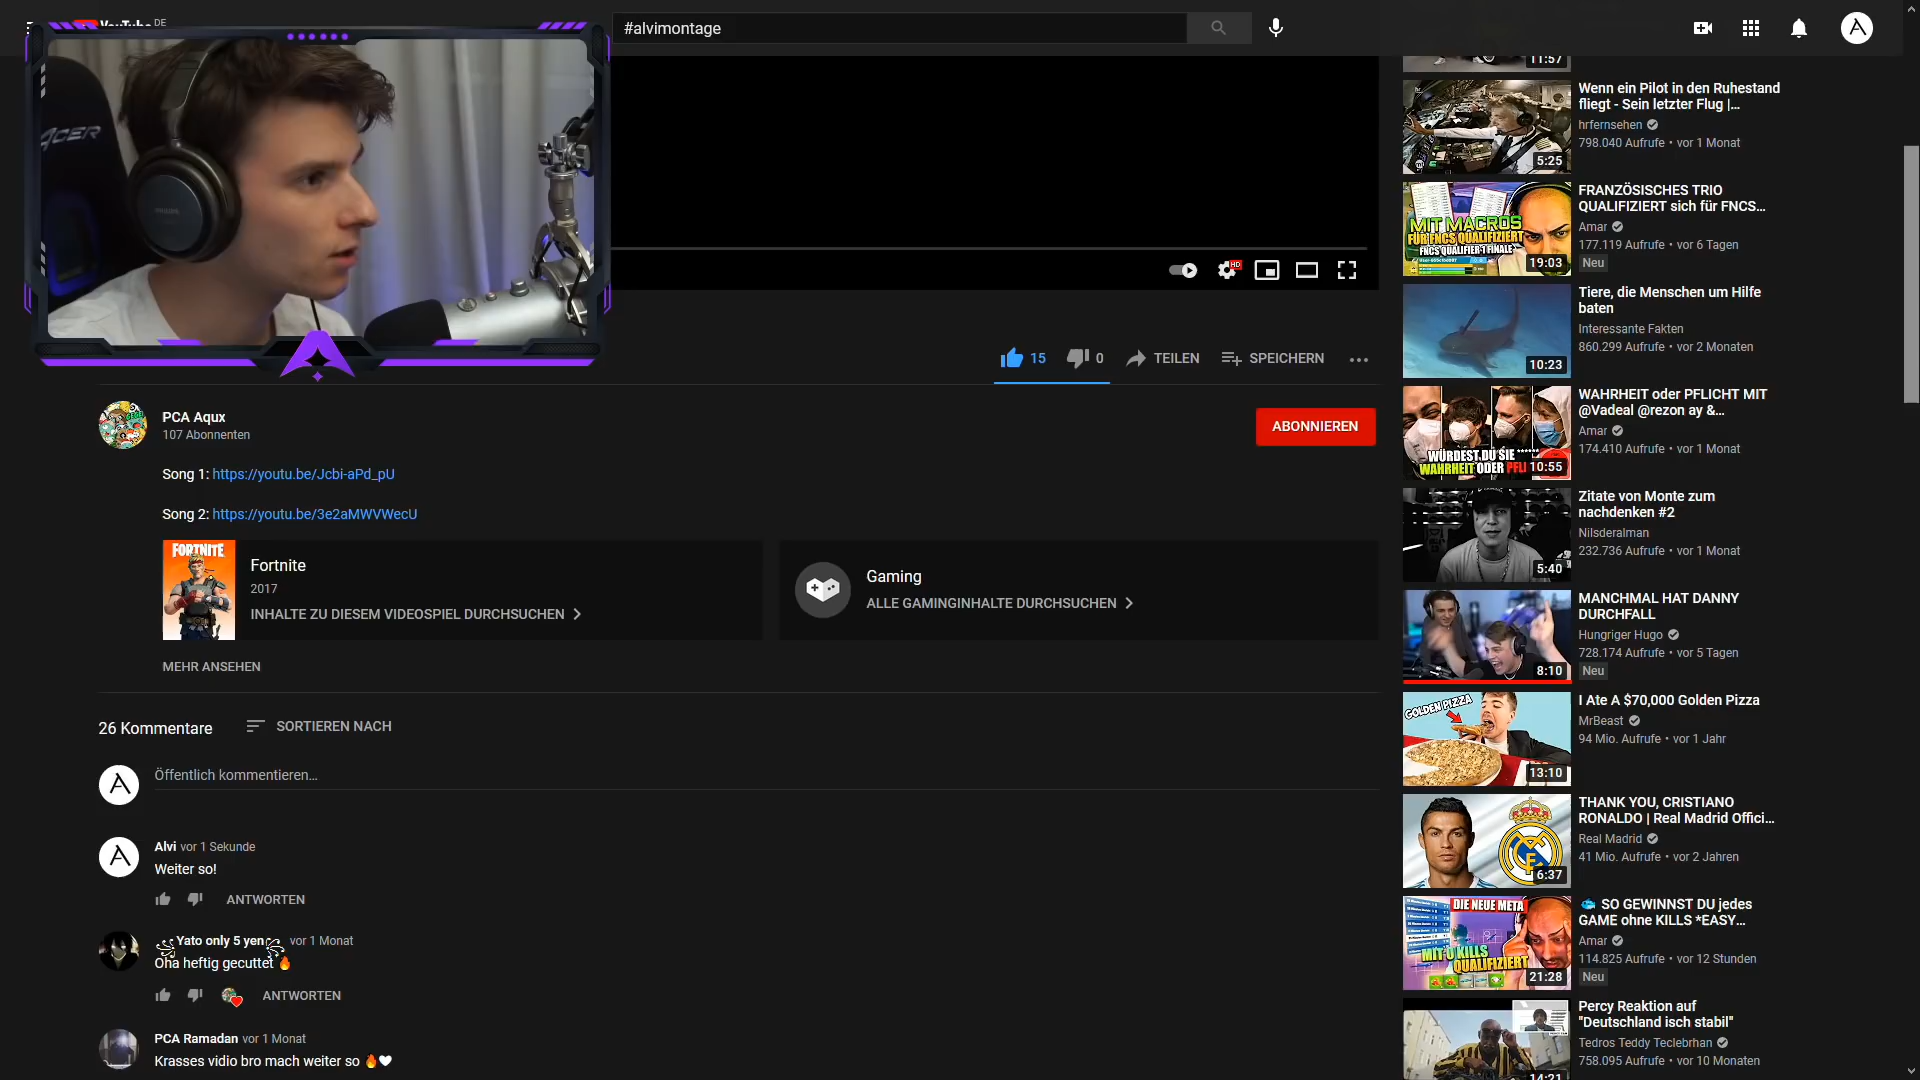 DE
#alvimontage
ACER
PHILIPS
HD
15
0
TEILEN
SPEICHERN
PCA Aqux
107 Abonnenten
ABONNIEREN
Song 1: https://youtu.be/Jcbi-aPd_pU
Song 2: https://youtu.be/3e2aMWVWecU
FORTNITE
Fortnite
2017
INHALTE ZU DIESEM VIDEOSPIEL DURCHSUCHEN
Gaming
ALLE GAMINGINHALTE DURCHSUCHEN
MEHR ANSEHEN
26 Kommentare
SORTIEREN NACH
Öffentlich kommentieren...
Alvi vor 1 Sekunde
Weiter so!
ANTWORTEN
Yato only 5 yen vor 1 Monat
Oha heftig gecuttet 🔥
ANTWORTEN
PCA Ramadan vor 1 Monat
Krasses vidio bro mach weiter so 🔥🤍
11:57
5:25
Wenn ein Pilot in den Ruhestand
fliegt - Sein letzter Flug |...
hrfernsehen
798.040 Aufrufe • vor 1 Monat
MIT MACROS
FÜR FNCS QUALIFIZIERT
FNCS QUALIFIER 1 FINALE
19:03
FRANZÖSISCHES TRIO
QUALIFIZIERT sich für FNCS...
Amar
177.119 Aufrufe • vor 6 Tagen
Neu
10:23
Tiere, die Menschen um Hilfe
baten
Interessante Fakten
860.299 Aufrufe • vor 2 Monaten
WÜRDEST DU SIE
WAHRHEIT ODER PFLI
10:55
WAHRHEIT oder PFLICHT MIT
@Vadeal @rezon ay &...
Amar
174.410 Aufrufe • vor 1 Monat
5:40
Zitate von Monte zum
nachdenken #2
Nilsderalman
232.736 Aufrufe • vor 1 Monat
8:10
MANCHMAL HAT DANNY
DURCHFALL
Hungriger Hugo
728.174 Aufrufe • vor 5 Tagen
Neu
GOLDEN PIZZA
13:10
I Ate A $70,000 Golden Pizza
MrBeast
94 Mio. Aufrufe • vor 1 Jahr
6:37
THANK YOU, CRISTIANO
RONALDO | Real Madrid Offici...
Real Madrid
41 Mio. Aufrufe • vor 2 Jahren
DIE NEUE META
MIT 0 KILLS
QUALIFIZIERT
21:28
🐟 SO GEWINNST DU jedes
GAME ohne KILLS *EASY...
Amar
114.825 Aufrufe • vor 12 Stunden
Neu
14:21
Percy Reaktion auf
"Deutschland isch stabil"
Tedros Teddy Teclebrhan
758.095 Aufrufe • vor 10 Monaten